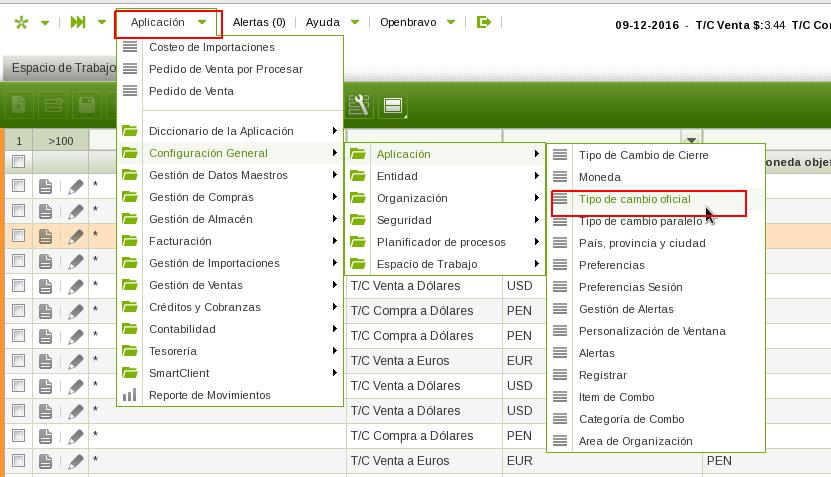 Aplicación Alertas (0) Ayuda Openbravo 09-12-2016 - T/C Venta $:3.44 T/C Co
Espacio de Trabajo
Costeo de Importaciones
Pedido de Venta por Procesar
Pedido de Venta
Diccionario de la Aplicación
Configuración General
Gestión de Datos Maestros
Gestión de Compras
Gestión de Almacén
Facturación
Gestión de Importaciones
Gestión de Ventas
Créditos y Cobranzas
Contabilidad
Tesorería
SmartClient
Reporte de Movimientos
Aplicación
Entidad
Organización
Seguridad
Planificador de procesos
Espacio de Trabajo
Tipo de Cambio de Cierre
Moneda
Tipo de cambio oficial
Tipo de cambio paralelo
País, provincia y ciudad
Preferencias
Preferencias Sesión
Gestión de Alertas
Personalización de Ventana
Alertas
Registrar
Item de Combo
Categoría de Combo
Area de Organización
1 >100
oneda obje
*
*
*
*
* T/C Venta a Dólares USD
* T/C Compra a Dólares PEN
* T/C Compra a Dólares PEN
* T/C Venta a Euros EUR
* T/C Venta a Dólares USD
* T/C Venta a Dólares USD
* T/C Compra a Dólares PEN
* T/C Venta a Euros EUR PEN